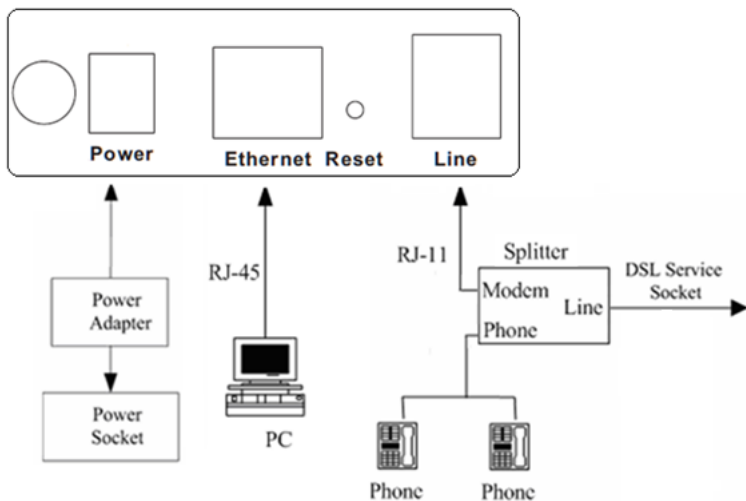 Power
Ethernet Reset
Line
RJ-45
RJ-11
Splitter
Modem
Line
Phone
DSL Service
Socket
Power
Adapter
Power
Socket
PC
Phone
Phone